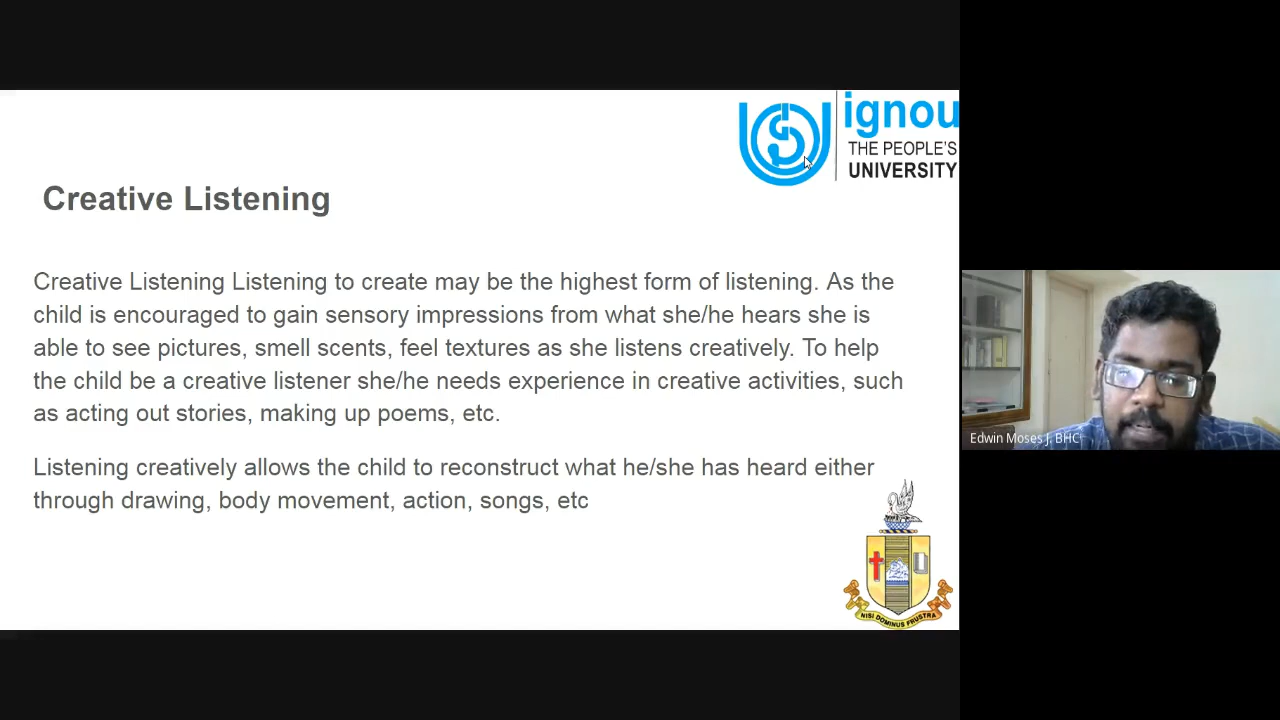 ignou
THE PEOPLE'S
UNIVERSITY
Creative Listening
Creative Listening Listening to create may be the highest form of listening. As the
child is encouraged to gain sensory impressions from what she/he hears she is
able to see pictures, smell scents, feel textures as she listens creatively. To help
the child be a creative listener she/he needs experience in creative activities, such
as acting out stories, making up poems, etc.
Listening creatively allows the child to reconstruct what he/she has heard either
through drawing, body movement, action, songs, etc
NISI DOMINUS FRUSTRA
Edwin Moses J, BHC